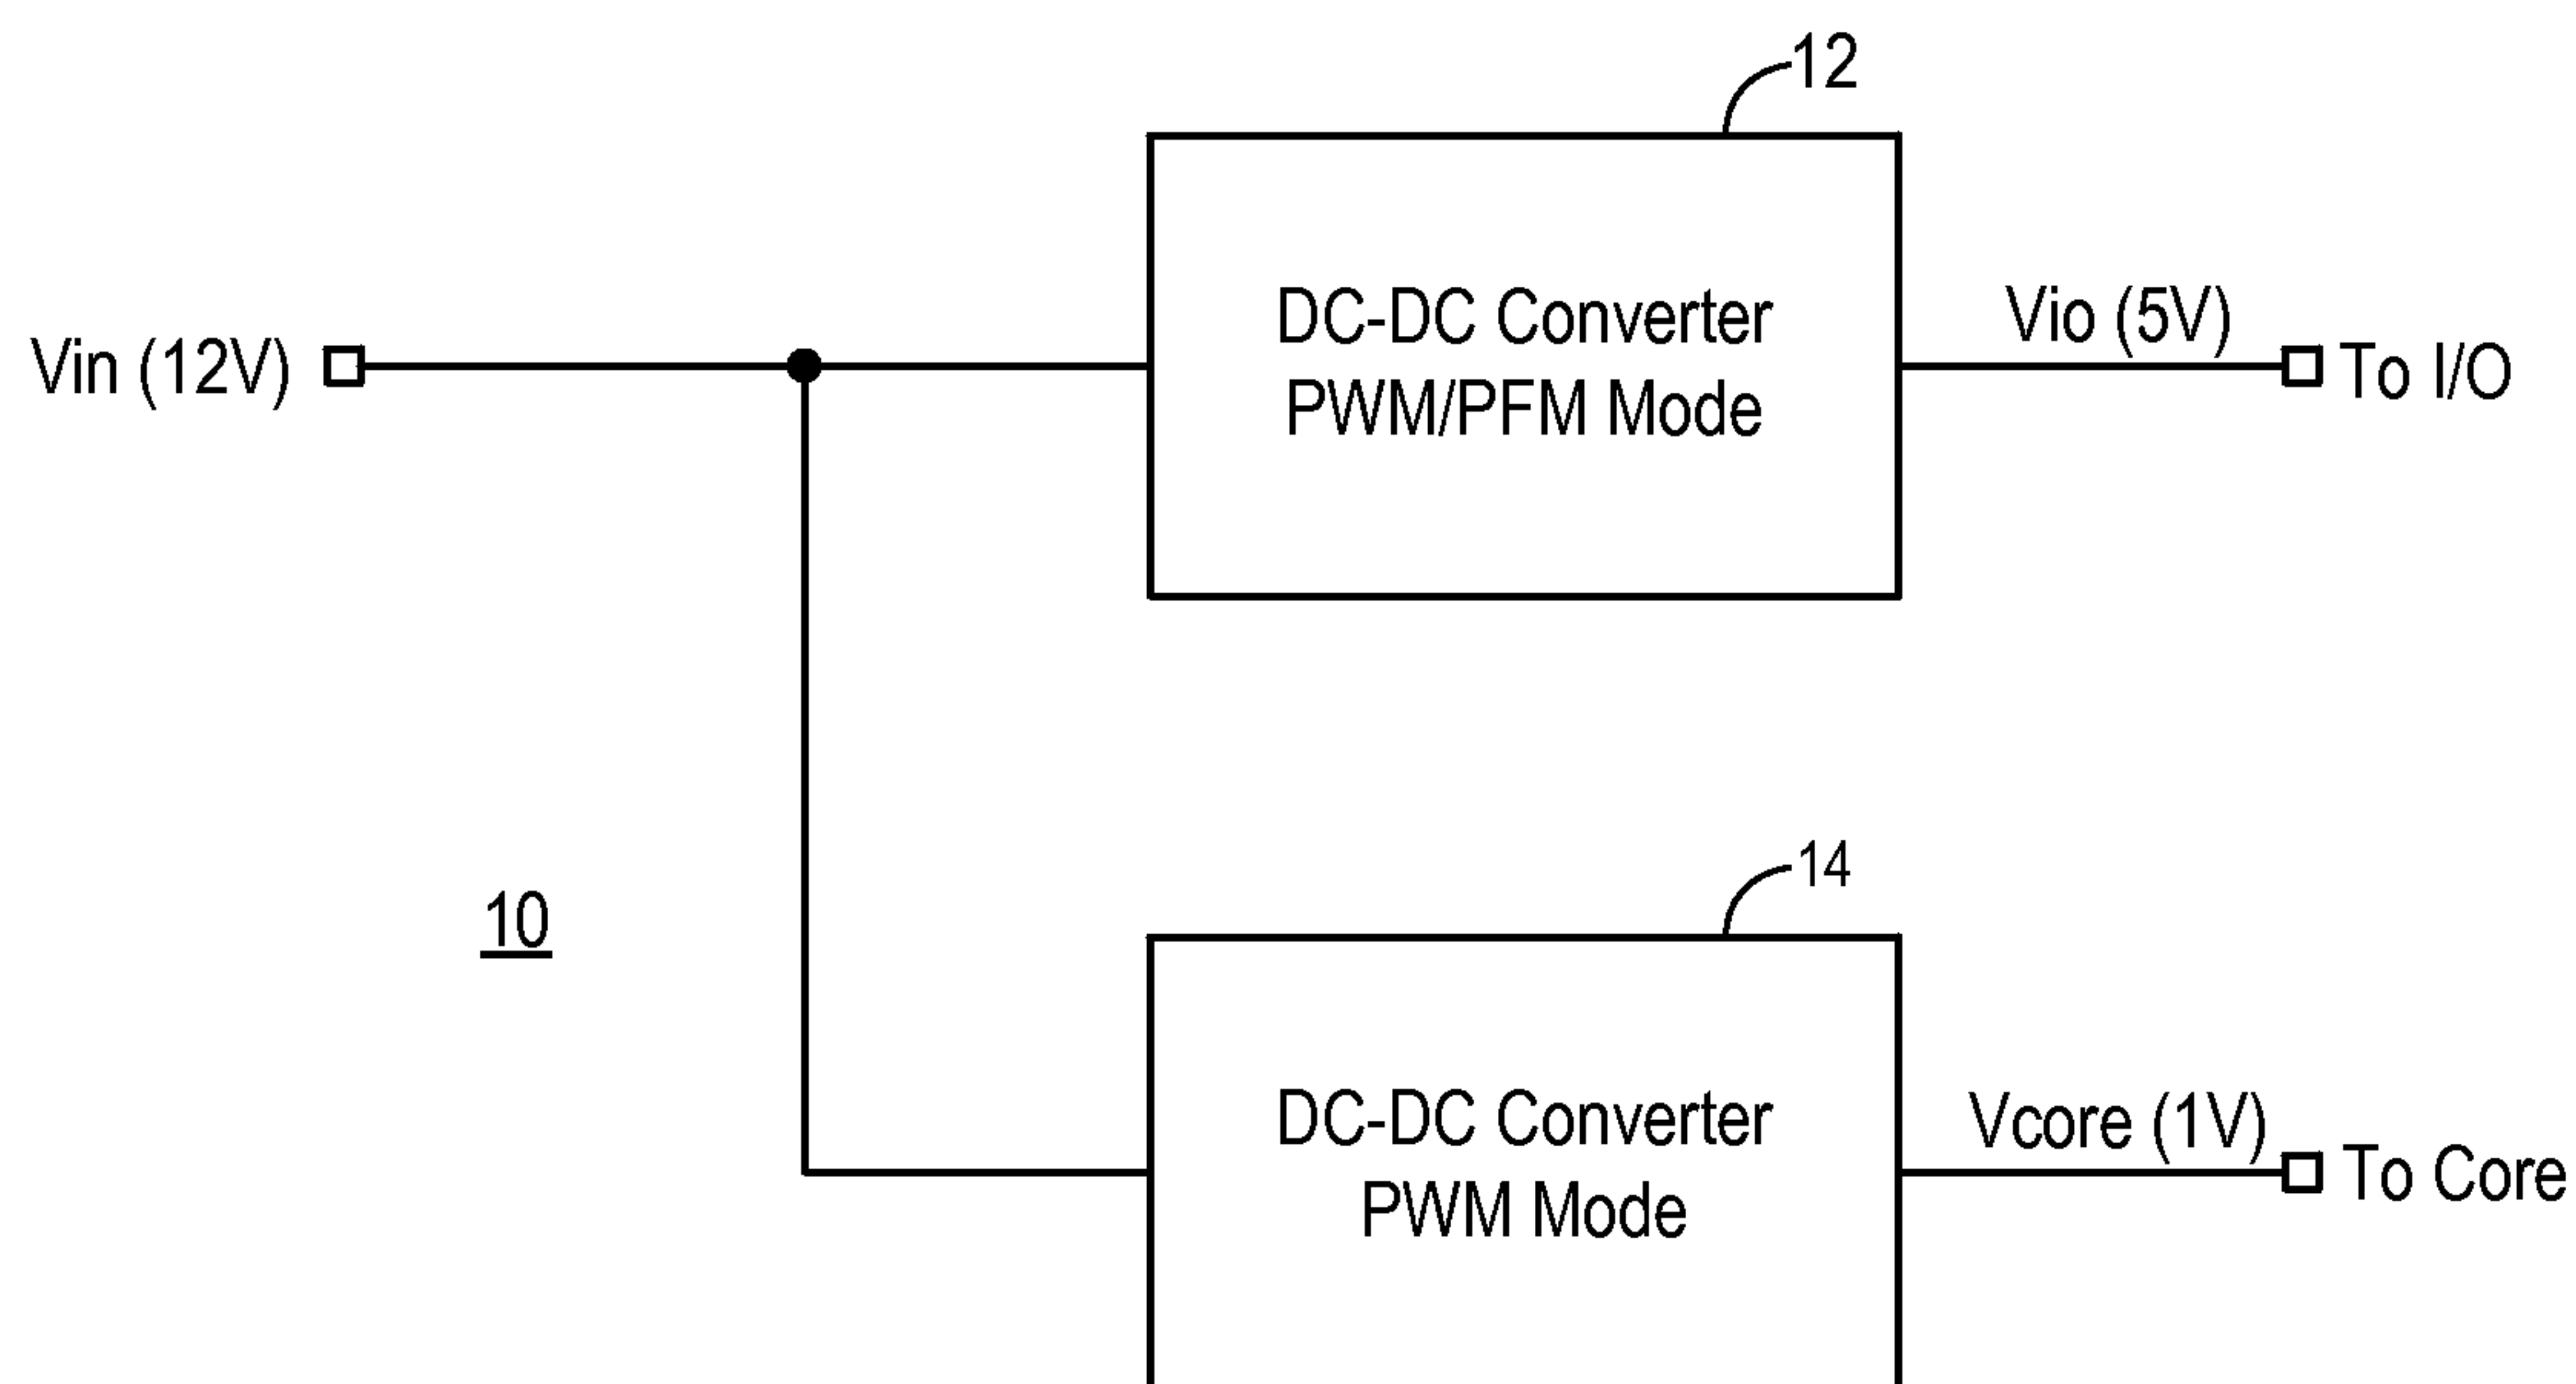 12
DC-DC Converter
PWM/PFM Mode
Vin (12V)
Vio (5V)
To I/O
10
14
DC-DC Converter
PWM Mode
Vcore (1V)
To Core